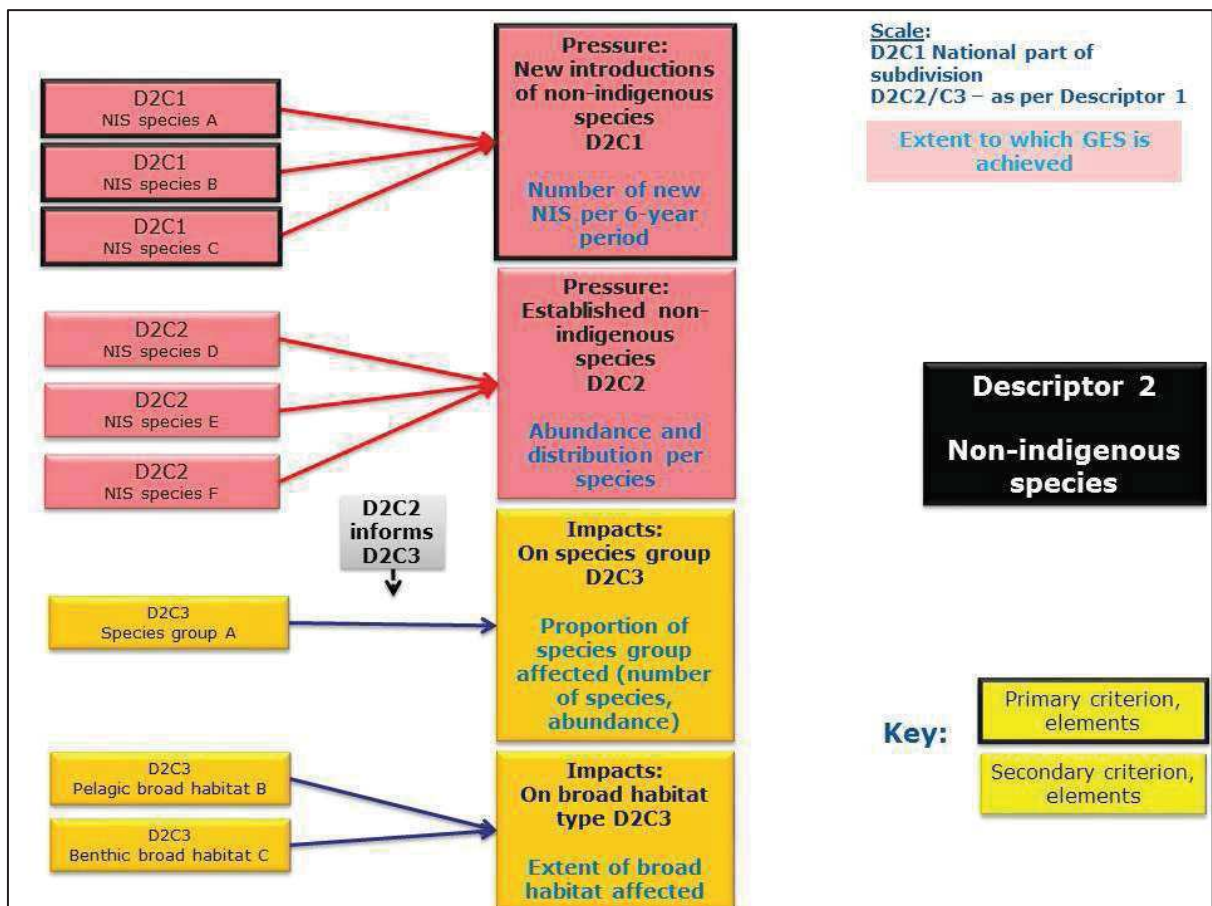 D2C1
NIS species A
D2C1
NIS species B
D2C1
NIS species C
Pressure:
New introductions
of non-indigenous
species
D2C1
Number of new
NIS per 6-year
period
Scale:
D2C1 National part of
subdivision
D2C2/C3 – as per Descriptor 1
Extent to which GES is
achieved
D2C2
NIS species D
D2C2
NIS species E
D2C2
NIS species F
Pressure:
Established non-
indigenous
species
D2C2
Abundance and
distribution per
species
Descriptor 2
Non-indigenous
species
D2C2
informs
D2C3
D2C3
Species group A
Impacts:
On species group
D2C3
Proportion of
species group
affected (number
of species,
abundance)
D2C3
Pelagic broad habitat B
D2C3
Benthic broad habitat C
Impacts:
On broad habitat
type D2C3
Extent of broad
habitat affected
Key:
Primary criterion,
elements
Secondary criterion,
elements